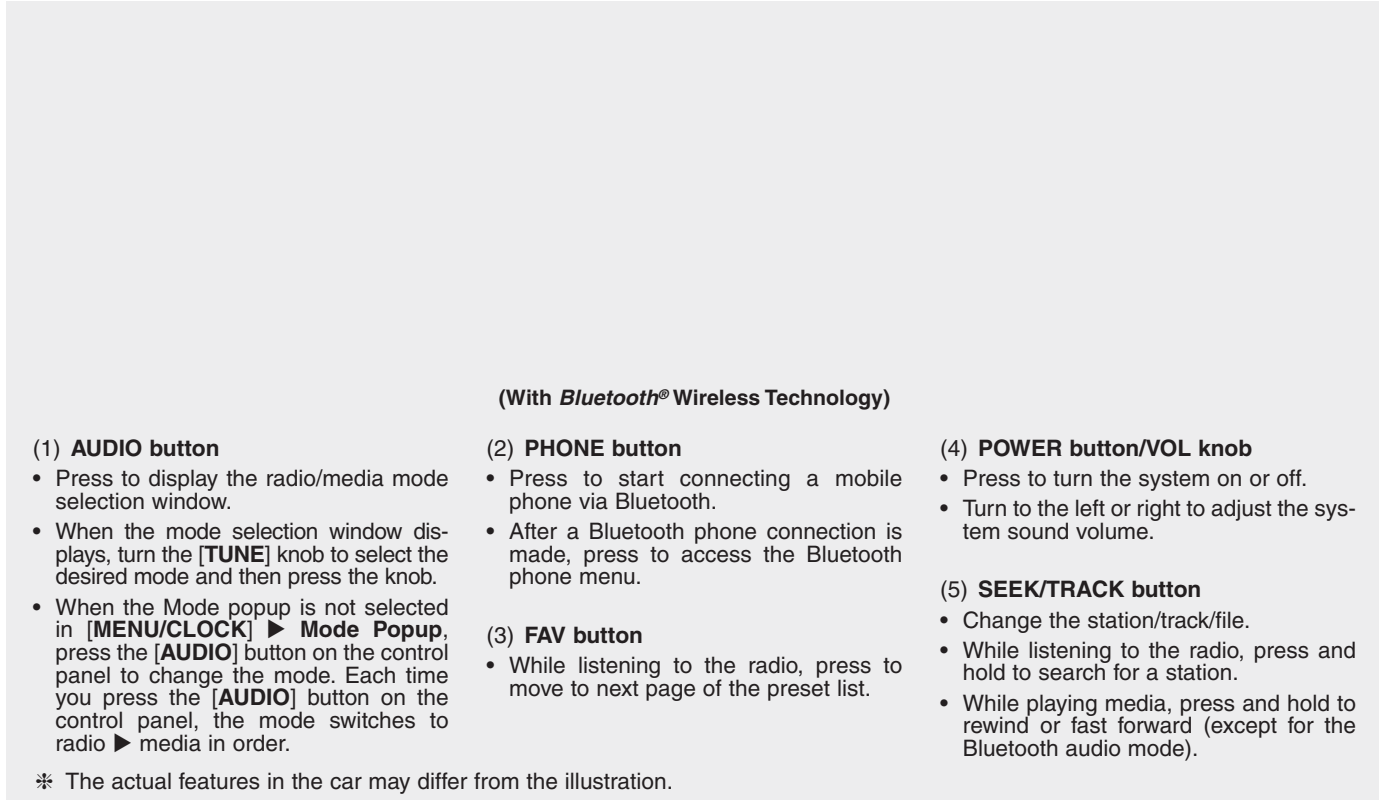 (With Bluetooth® Wireless Technology)
(1) AUDIO button
• Press to display the radio/media mode
selection window.
• When the mode selection window dis-
plays, turn the [TUNE] knob to select the
desired mode and then press the knob.
• When the Mode popup is not selected
in [MENU/CLOCK] ▶ Mode Popup,
press the [AUDIO] button on the control
panel to change the mode. Each time
you press the [AUDIO] button on the
control panel, the mode switches to
radio ▶ media in order.
(2) PHONE button
• Press to start connecting a mobile
phone via Bluetooth.
• After a Bluetooth phone connection is
made, press to access the Bluetooth
phone menu.
(3) FAV button
• While listening to the radio, press to
move to next page of the preset list.
(4) POWER button/VOL knob
• Press to turn the system on or off.
• Turn to the left or right to adjust the sys-
tem sound volume.
(5) SEEK/TRACK button
• Change the station/track/file.
• While listening to the radio, press and
hold to search for a station.
• While playing media, press and hold to
rewind or fast forward (except for the
Bluetooth audio mode).
❈ The actual features in the car may differ from the illustration.